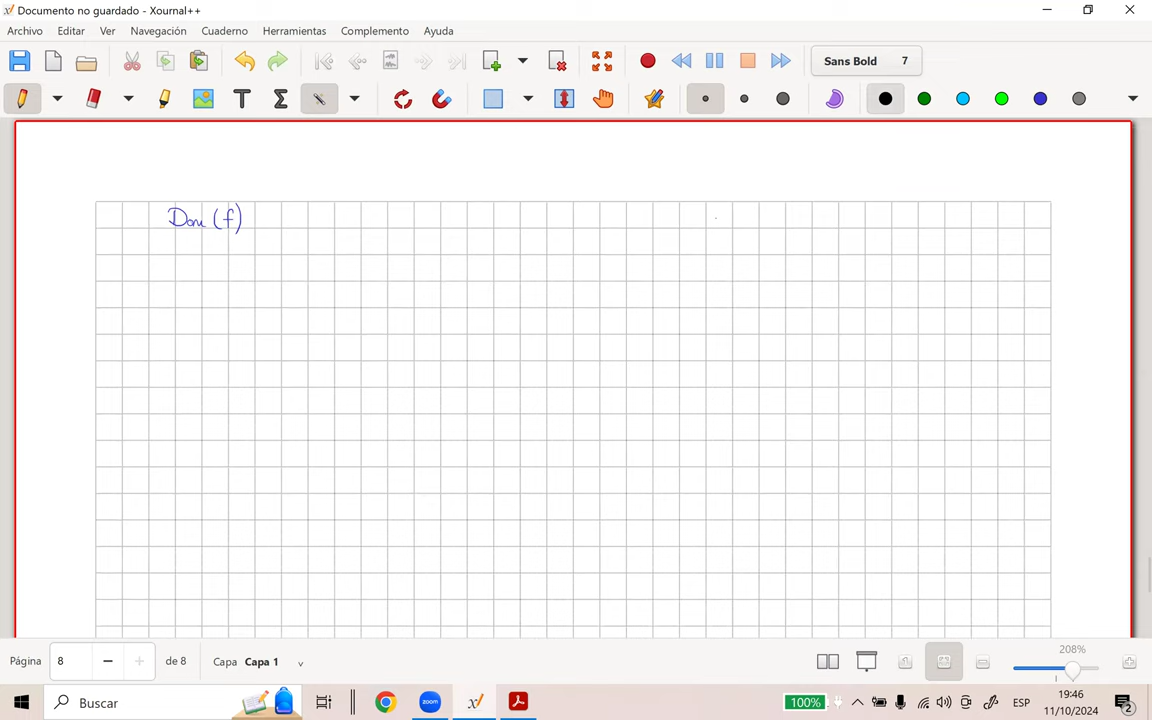 Documento no guardado - Xournal++
Archivo Editar Ver Navegación Cuaderno Herramientas Complemento Ayuda
Sans Bold 7
Dom (f)
Página 8 de 8 Capa Capa 1 208%
Buscar 100% ESP 19:46
11/10/2024 2